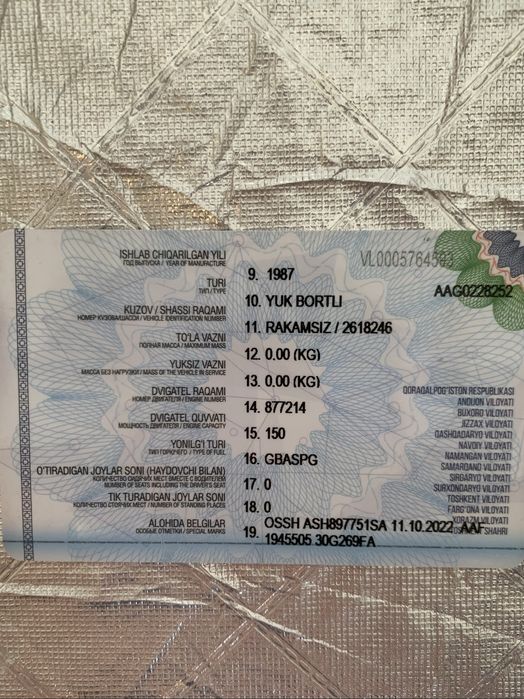 VL0005764593
AAG0228252
ISHLAB CHIQARILGAN YILI
ГОД ВЫПУСКА / YEAR OF MANUFACTURE
9. 1987
TURI
ТИП / TYPE
10. YUK BORTLI
KUZOV / SHASSI RAQAMI
НОМЕР КУЗОВА/ШАССИ / VEHICLE IDENTIFICATION NUMBER
11. RAKAMSIZ / 2618246
TO'LA VAZNI
ПОЛНАЯ МАССА / MAXIMUM MASS
12. 0.00 (KG)
YUKSIZ VAZNI
МАССА БЕЗ НАГРУЗКИ / MASS OF THE VEHICLE IN SERVICE
13. 0.00 (KG)
DVIGATEL RAQAMI
НОМЕР ДВИГАТЕЛЯ / ENGINE NUMBER
14. 877214
DVIGATEL QUVVATI
МОЩНОСТЬ ДВИГАТЕЛЯ / ENGINE CAPACITY
15. 150
YONILG'I TURI
ТИП ГОРЮЧЕГО / TYPE OF FUEL
16. GBASPG
O'TIRADIGAN JOYLAR SONI (HAYDOVCHI BILAN)
КОЛИЧЕСТВО СИДЯЧИХ МЕСТ ВМЕСТЕ С ВОДИТЕЛЕМ
NUMBER OF SEATS INCLUDING THE DRIVER'S SEAT
17. 0
TIK TURADIGAN JOYLAR SONI
КОЛИЧЕСТВО СТОЯЧИХ МЕСТ / NUMBER OF STANDING PLACES
18. 0
ALOHIDA BELGILAR
ОСОБЫЕ ОТМЕТКИ / SPECIAL MARKS
19. OSSH ASH897751SA 11.10.2022 AAF
1945505 30G269FA
QORAQALPOG'ISTON RESPUBLIKASI
ANDIJON VILOYATI
BUXORO VILOYATI
JIZZAX VILOYATI
QASHQADARYO VILOYATI
NAVOIY VILOYATI
NAMANGAN VILOYATI
SAMARQAND VILOYATI
SIRDARYO VILOYATI
SURXONDARYO VILOYATI
TOSHKENT VILOYATI
FARG'ONA VILOYATI
XORAZM VILOYATI
SHAHRI